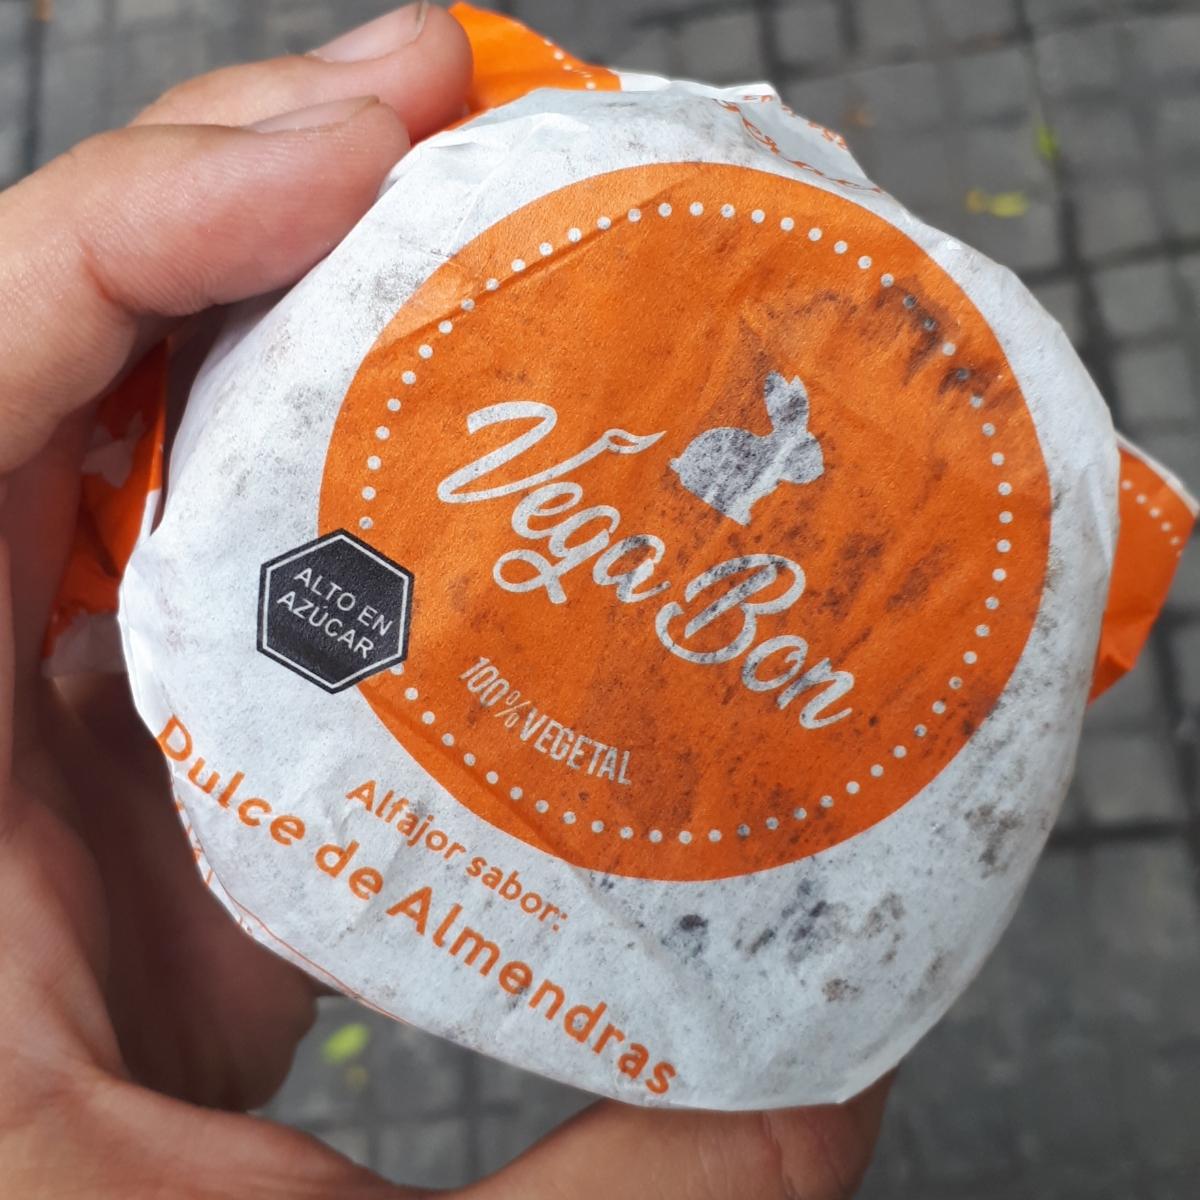 Vega Bon
100% VEGETAL
ALTO EN
AZÚCAR
Alfajor sabor:
Dulce de Almendras